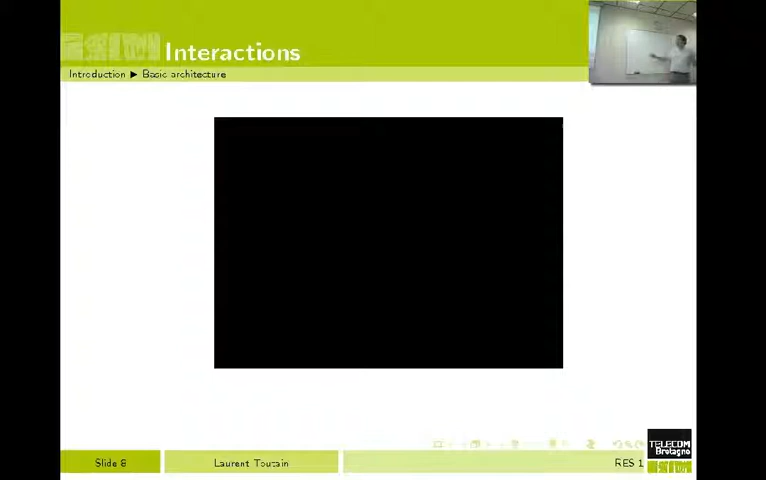 Interactions
Introduction ▶ Basic architecture
Slide 6
Laurent Toutain
RES 1
TELECOM
Bretagne